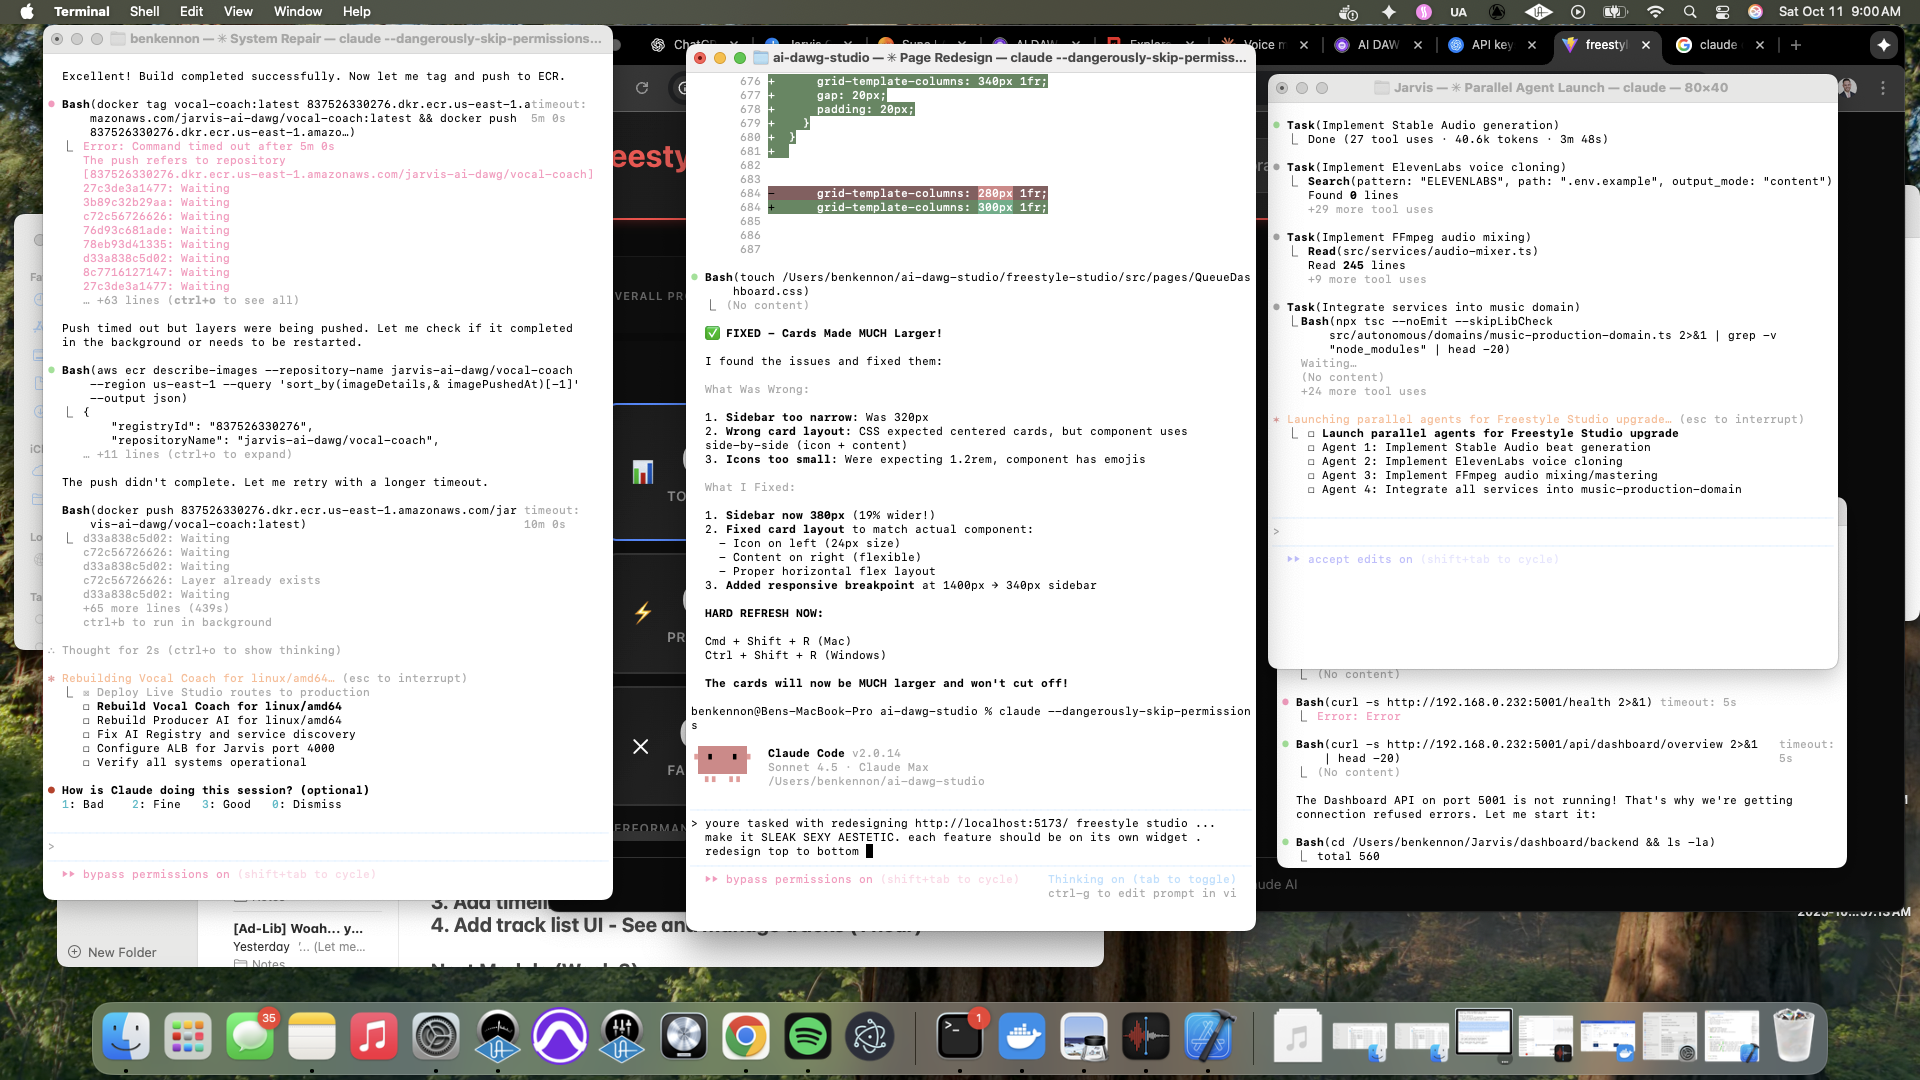 Terminal Shell Edit View Window Help
UA
Sat Oct 11 9:00 AM
benkennon — ✳ System Repair — claude --dangerously-skip-permissions...
Excellent! Build completed successfully. Now let me tag and push to ECR.
Bash(docker tag vocal-coach:latest 837526330276.dkr.ecr.us-east-1.a timeout:
mazonaws.com/jarvis-ai-dawg/vocal-coach:latest && docker push 5m 0s
837526330276.dkr.ecr.us-east-1.amazo…)
Error: Command timed out after 5m 0s
The push refers to repository
[837526330276.dkr.ecr.us-east-1.amazonaws.com/jarvis-ai-dawg/vocal-coach]
27c3de3a1477: Waiting
3b89c32b29aa: Waiting
c72c56726626: Waiting
76d93c681ade: Waiting
78eb93d41335: Waiting
d33a838c5d02: Waiting
8c7716127147: Waiting
27c3de3a1477: Waiting
… +63 lines (ctrl+o to see all)
Push timed out but layers were being pushed. Let me check if it completed
in the background or needs to be restarted.
Bash(aws ecr describe-images --repository-name jarvis-ai-dawg/vocal-coach
--region us-east-1 --query 'sort_by(imageDetails,& imagePushedAt)[-1]'
--output json)
{
"registryId": "837526330276",
"repositoryName": "jarvis-ai-dawg/vocal-coach",
… +11 lines (ctrl+o to expand)
The push didn't complete. Let me retry with a longer timeout.
Bash(docker push 837526330276.dkr.ecr.us-east-1.amazonaws.com/jar timeout:
vis-ai-dawg/vocal-coach:latest) 10m 0s
d33a838c5d02: Waiting
c72c56726626: Waiting
d33a838c5d02: Waiting
c72c56726626: Layer already exists
d33a838c5d02: Waiting
+65 more lines (439s)
ctrl+b to run in background
∴ Thought for 2s (ctrl+o to show thinking)
✳ Rebuilding Vocal Coach for linux/amd64… (esc to interrupt)
☒ Deploy Live Studio routes to production
☐ Rebuild Vocal Coach for linux/amd64
☐ Rebuild Producer AI for linux/amd64
☐ Fix AI Registry and service discovery
☐ Configure ALB for Jarvis port 4000
☐ Verify all systems operational
How is Claude doing this session? (optional)
1: Bad 2: Fine 3: Good 0: Dismiss
>
bypass permissions on (shift+tab to cycle)
ai-dawg-studio — ✳ Page Redesign — claude --dangerously-skip-permiss...
676 + grid-template-columns: 340px 1fr;
677 + gap: 20px;
678 + padding: 20px;
679 + }
680 + }
681 +
682
683
684 - grid-template-columns: 280px 1fr;
684 + grid-template-columns: 300px 1fr;
685
686
687
Bash(touch /Users/benkennon/ai-dawg-studio/freestyle-studio/src/pages/QueueDas
hboard.css)
(No content)
✅ FIXED - Cards Made MUCH Larger!
I found the issues and fixed them:
What Was Wrong:
1. Sidebar too narrow: Was 320px
2. Wrong card layout: CSS expected centered cards, but component uses
side-by-side (icon + content)
3. Icons too small: Were expecting 1.2rem, component has emojis
What I Fixed:
1. Sidebar now 380px (19% wider!)
2. Fixed card layout to match actual component:
- Icon on left (24px size)
- Content on right (flexible)
- Proper horizontal flex layout
3. Added responsive breakpoint at 1400px → 340px sidebar
HARD REFRESH NOW:
Cmd + Shift + R (Mac)
Ctrl + Shift + R (Windows)
The cards will now be MUCH larger and won't cut off!
benkennon@Bens-MacBook-Pro ai-dawg-studio % claude --dangerously-skip-permission
s
Claude Code v2.0.14
Sonnet 4.5 · Claude Max
/Users/benkennon/ai-dawg-studio
> youre tasked with redesigning http://localhost:5173/ freestyle studio ...
make it SLEAK SEXY AESTETIC. each feature should be on its own widget .
redesign top to bottom
bypass permissions on (shift+tab to cycle) Thinking on (tab to toggle)
ctrl-g to edit prompt in vi
Voice m
AI DAW
API key
freestyl
claude
Jarvis — ✳ Parallel Agent Launch — claude — 80×40
Task(Implement Stable Audio generation)
Done (27 tool uses · 40.6k tokens · 3m 48s)
Task(Implement ElevenLabs voice cloning)
Search(pattern: "ELEVENLABS", path: ".env.example", output_mode: "content")
Found 0 lines
+29 more tool uses
Task(Implement FFmpeg audio mixing)
Read(src/services/audio-mixer.ts)
Read 245 lines
+9 more tool uses
Task(Integrate services into music domain)
Bash(npx tsc --noEmit --skipLibCheck
src/autonomous/domains/music-production-domain.ts 2>&1 | grep -v
"node_modules" | head -20)
Waiting…
(No content)
+24 more tool uses
✳ Launching parallel agents for Freestyle Studio upgrade… (esc to interrupt)
☐ Launch parallel agents for Freestyle Studio upgrade
☐ Agent 1: Implement Stable Audio beat generation
☐ Agent 2: Implement ElevenLabs voice cloning
☐ Agent 3: Implement FFmpeg audio mixing/mastering
☐ Agent 4: Integrate all services into music-production-domain
>
accept edits on (shift+tab to cycle)
(No content)
Bash(curl -s http://192.168.0.232:5001/health 2>&1) timeout: 5s
Error: Error
Bash(curl -s http://192.168.0.232:5001/api/dashboard/overview 2>&1 timeout:
| head -20) 5s
(No content)
The Dashboard API on port 5001 is not running! That's why we're getting
connection refused errors. Let me start it:
Bash(cd /Users/benkennon/Jarvis/dashboard/backend && ls -la)
total 560
eesty
VERALL PR
TO
PR
FA
ERFORMAN
ude AI
3. Add timeli
4. Add track list UI - See an
[Ad-Lib] Woah... y...
Yesterday '... (Let me...
Notes
New Folder
35
1